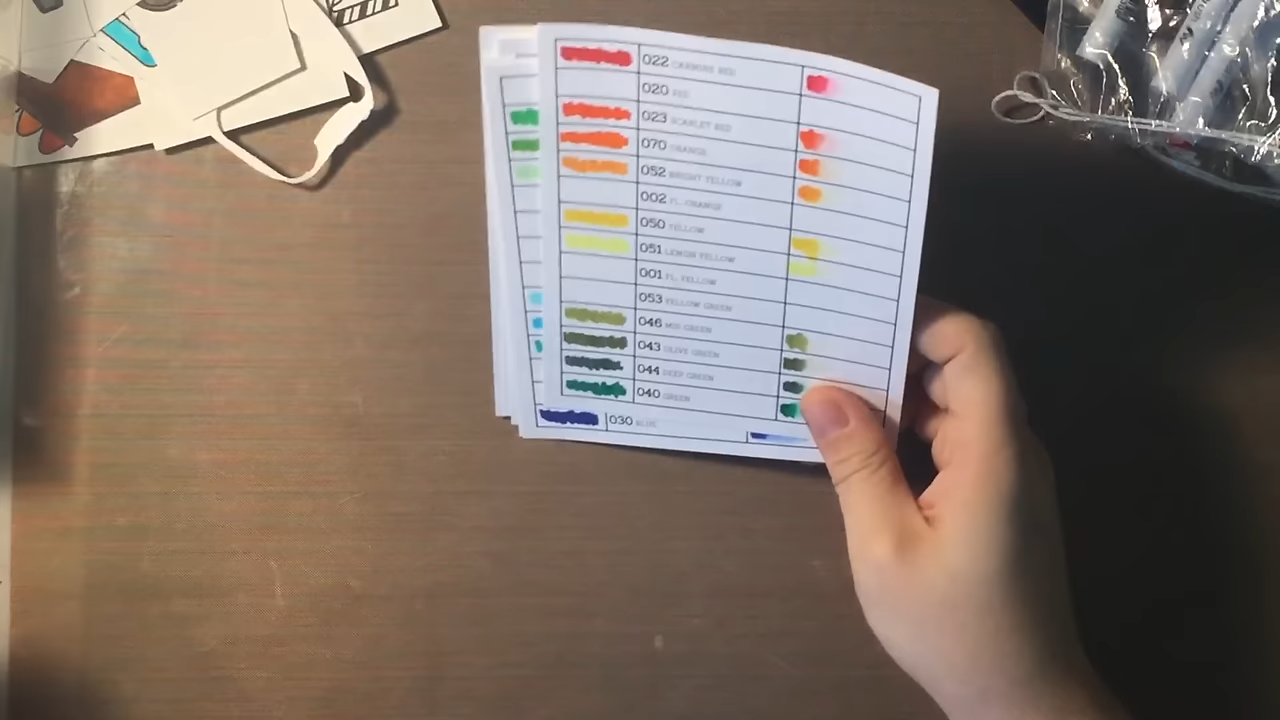 022 CARMINE RED
020 RED
023 SCARLET RED
070 ORANGE
052 BRIGHT YELLOW
002 FL. ORANGE
050 YELLOW
051 LEMON YELLOW
001 FL. YELLOW
053 YELLOW GREEN
046 MID GREEN
043 OLIVE GREEN
044 DEEP GREEN
040 GREEN
030 BLUE